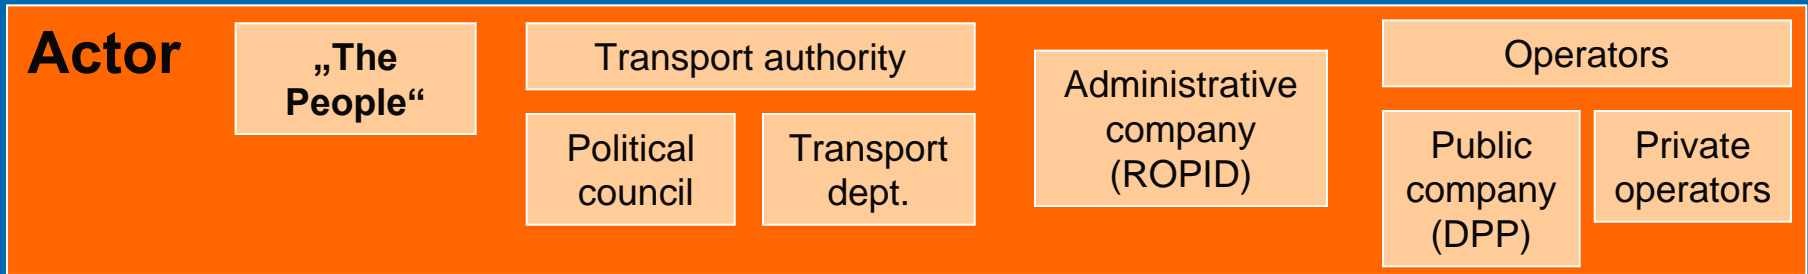 Actor
„The
People“
Transport authority
Political
council
Transport
dept.
Administrative
company
(ROPID)
Operators
Public
company
(DPP)
Private
operators